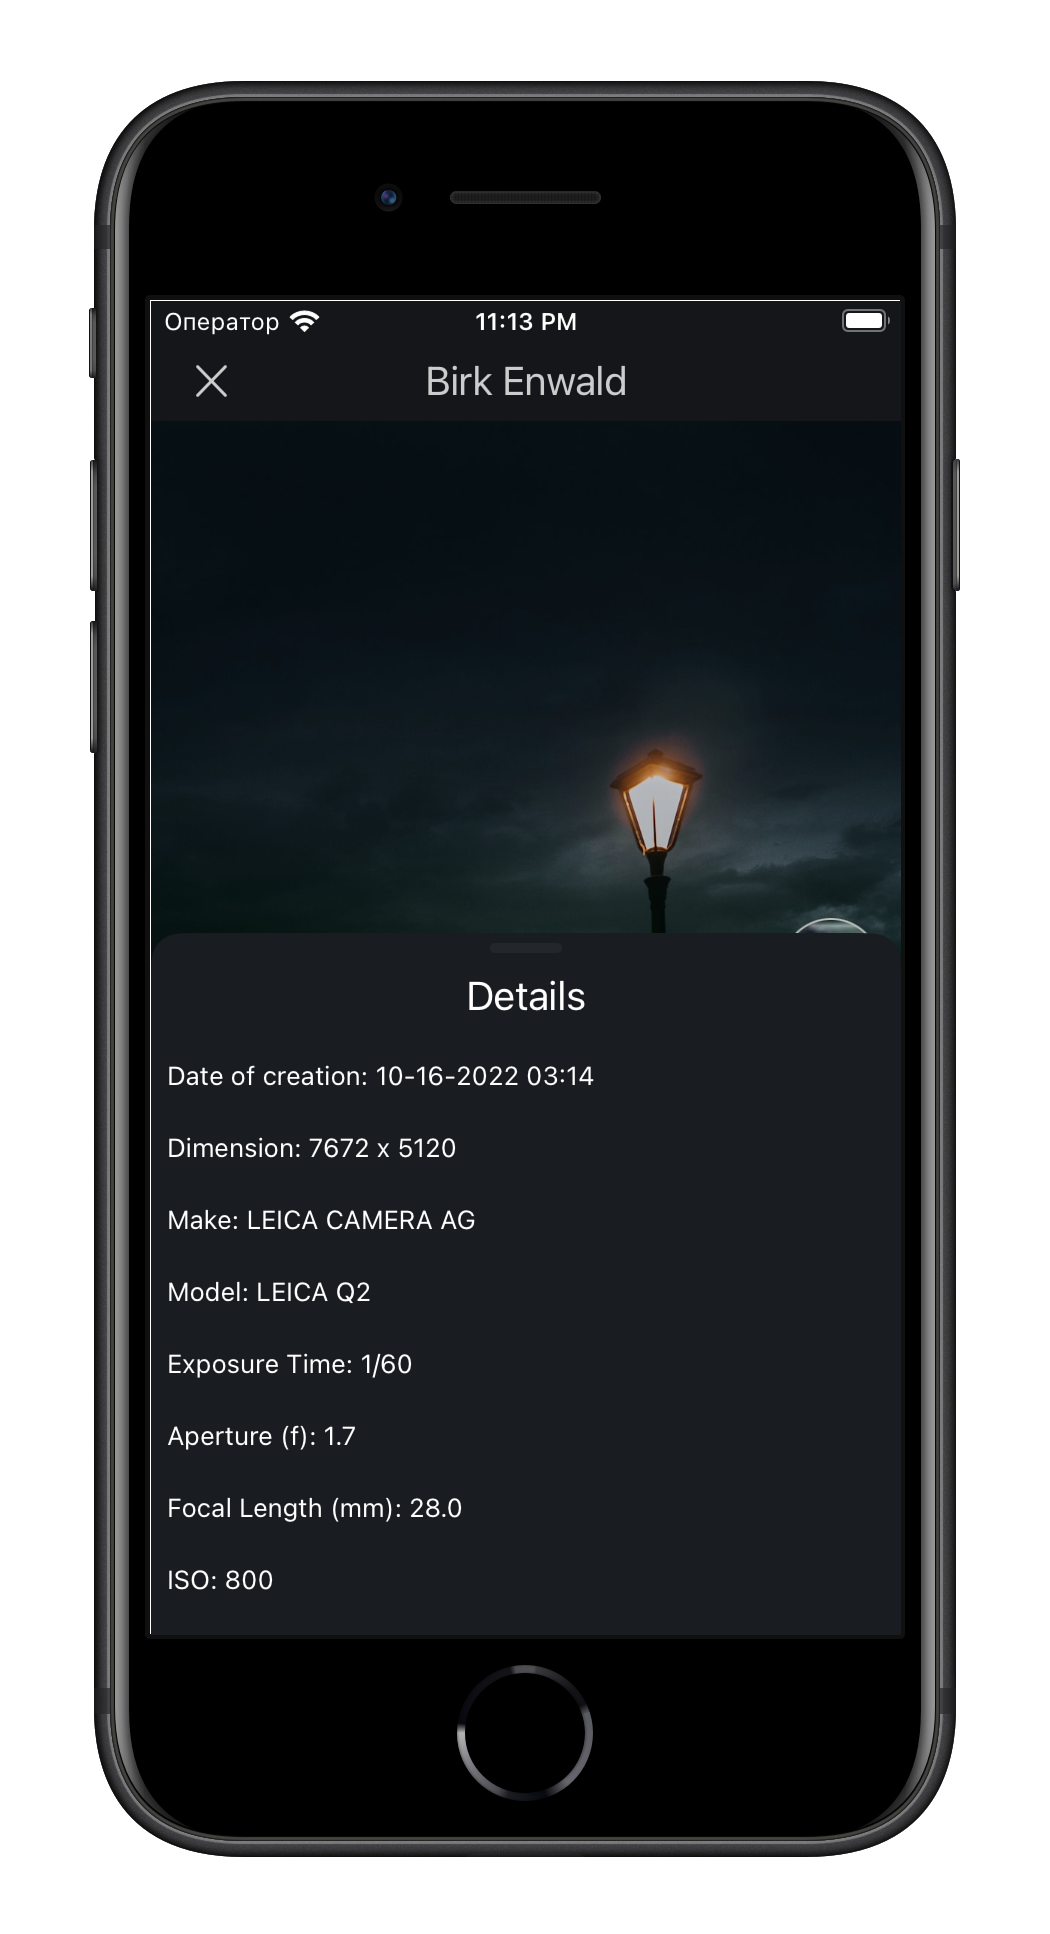 Оператор 11:13 PM
Birk Enwald
Details
Date of creation: 10-16-2022 03:14
Dimension: 7672 x 5120
Make: LEICA CAMERA AG
Model: LEICA Q2
Exposure Time: 1/60
Aperture (f): 1.7
Focal Length (mm): 28.0
ISO: 800